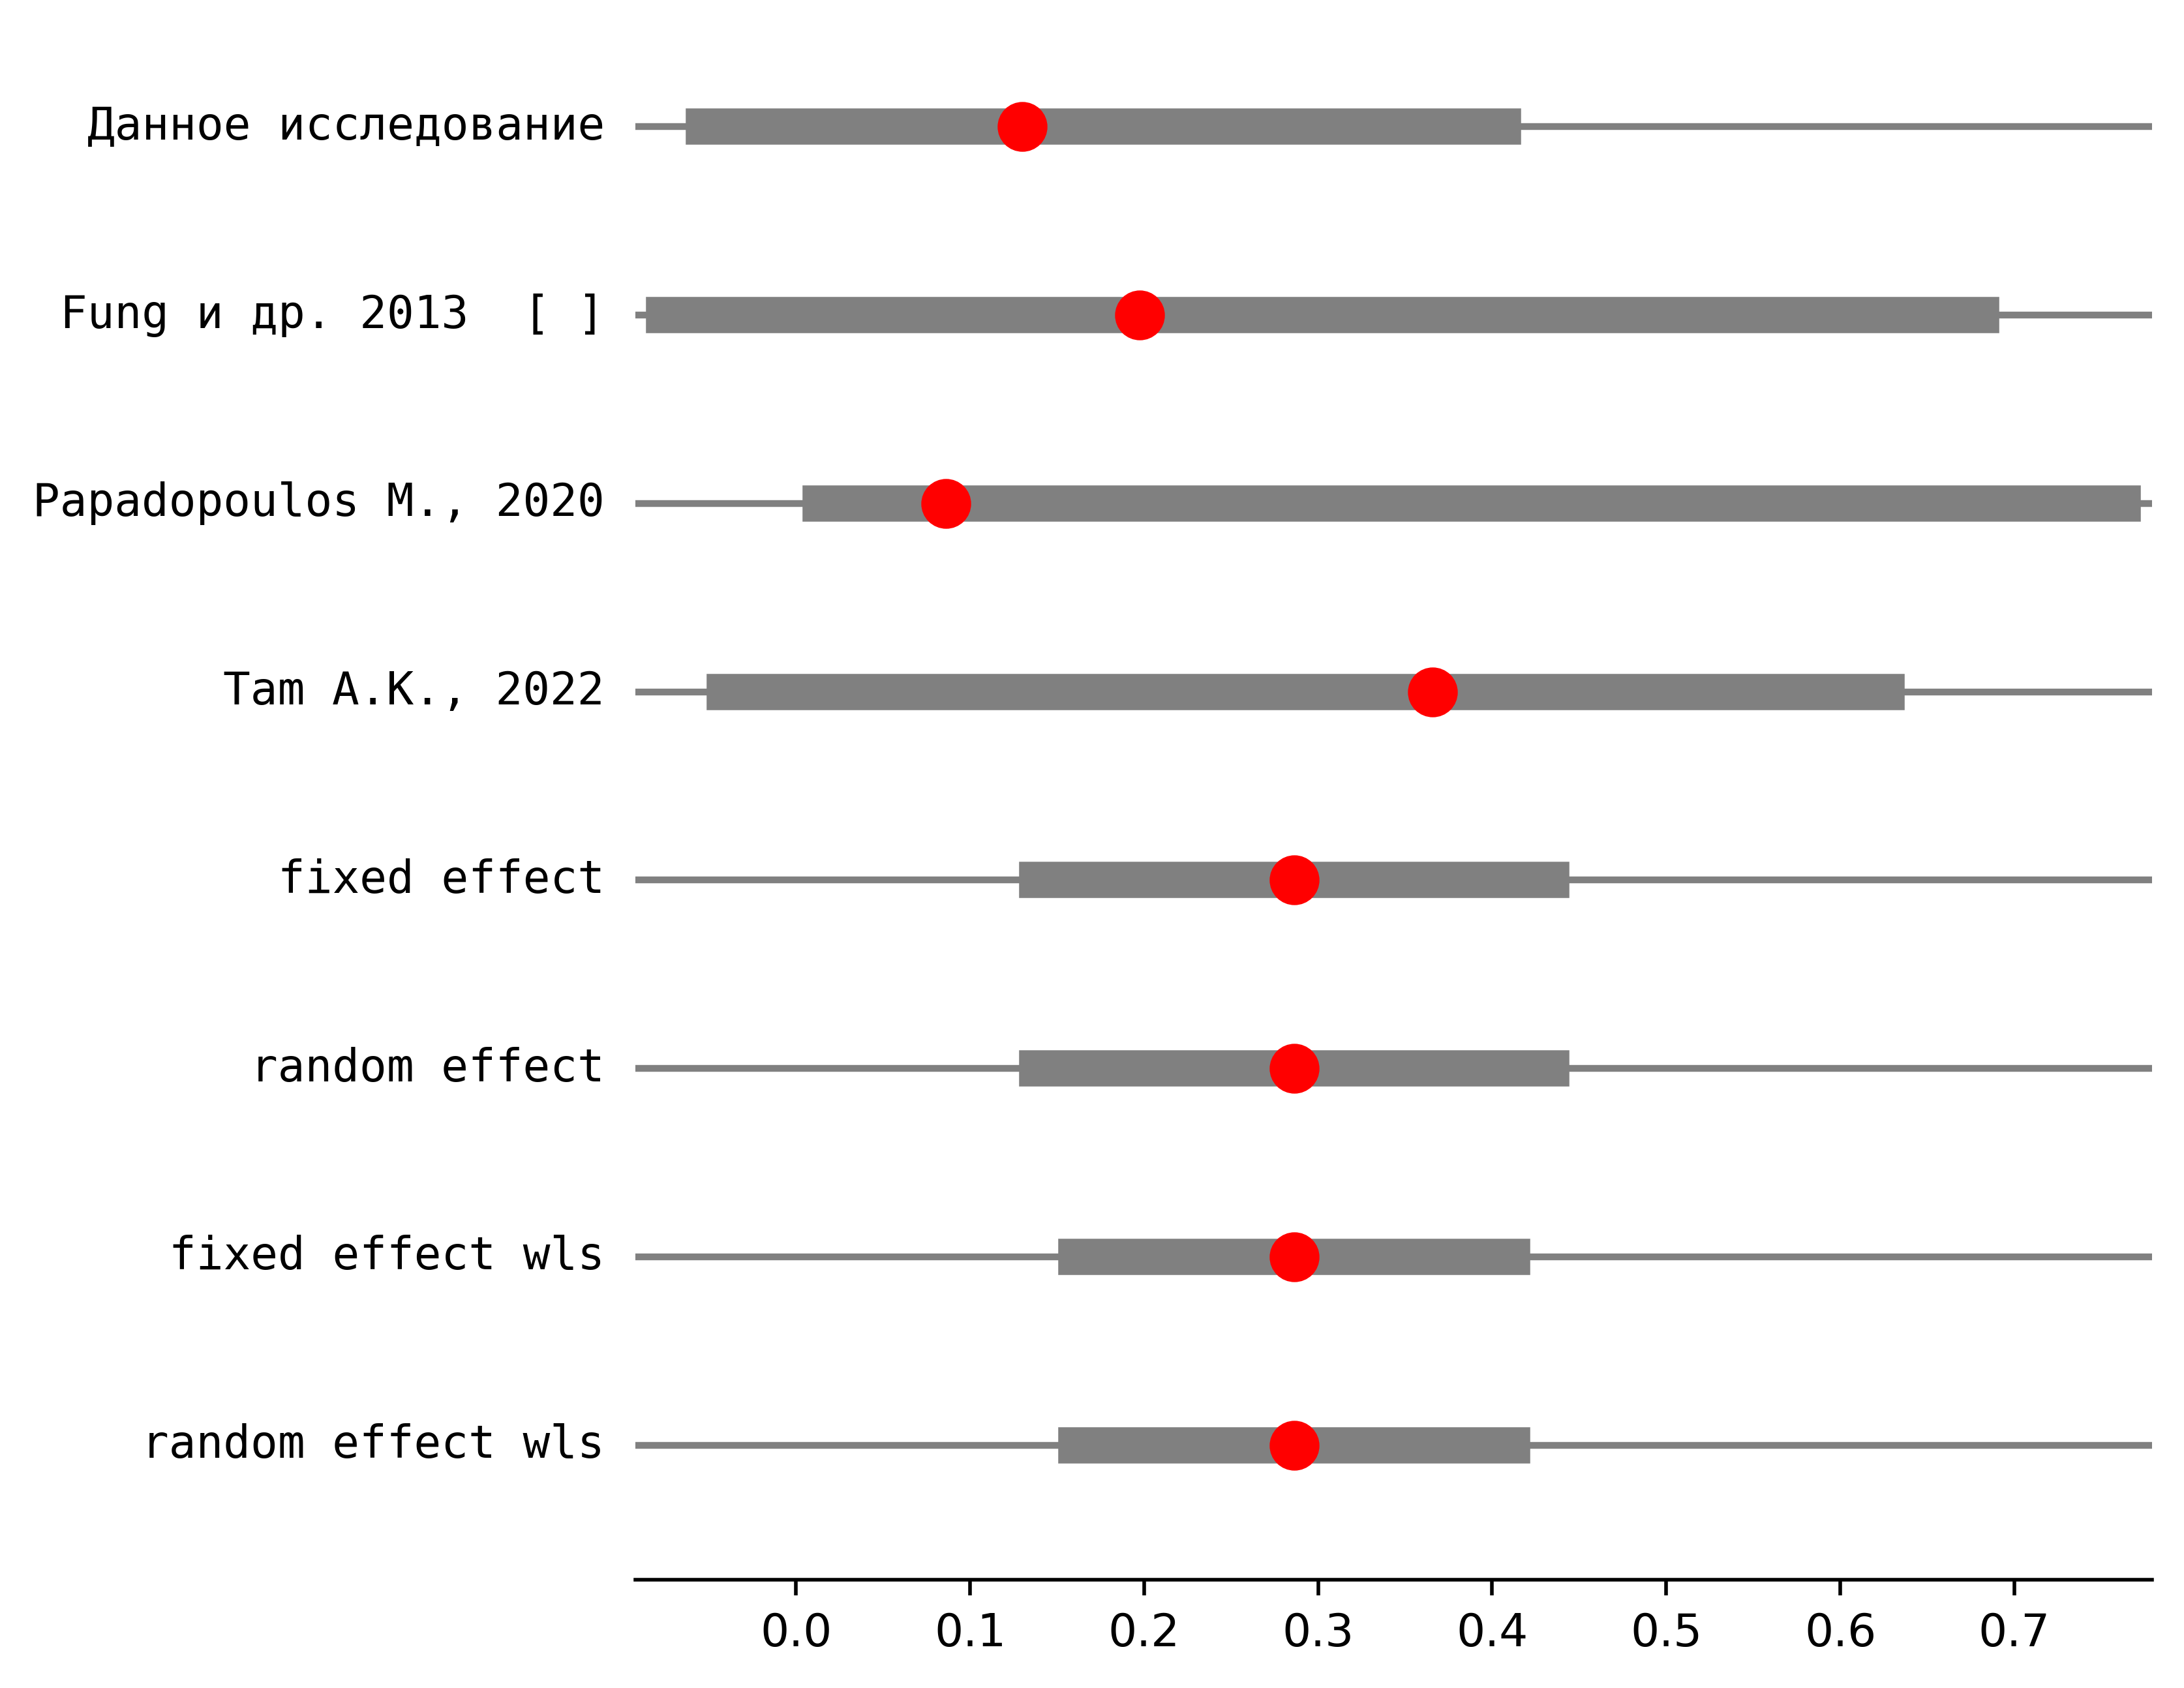 Данное исследование
Fung и др. 2013  [ ]
Papadopoulos M., 2020
Tam A.K., 2022
fixed effect
random effect
fixed effect wls
random effect wls
0.0 0.1 0.2 0.3 0.4 0.5 0.6 0.7